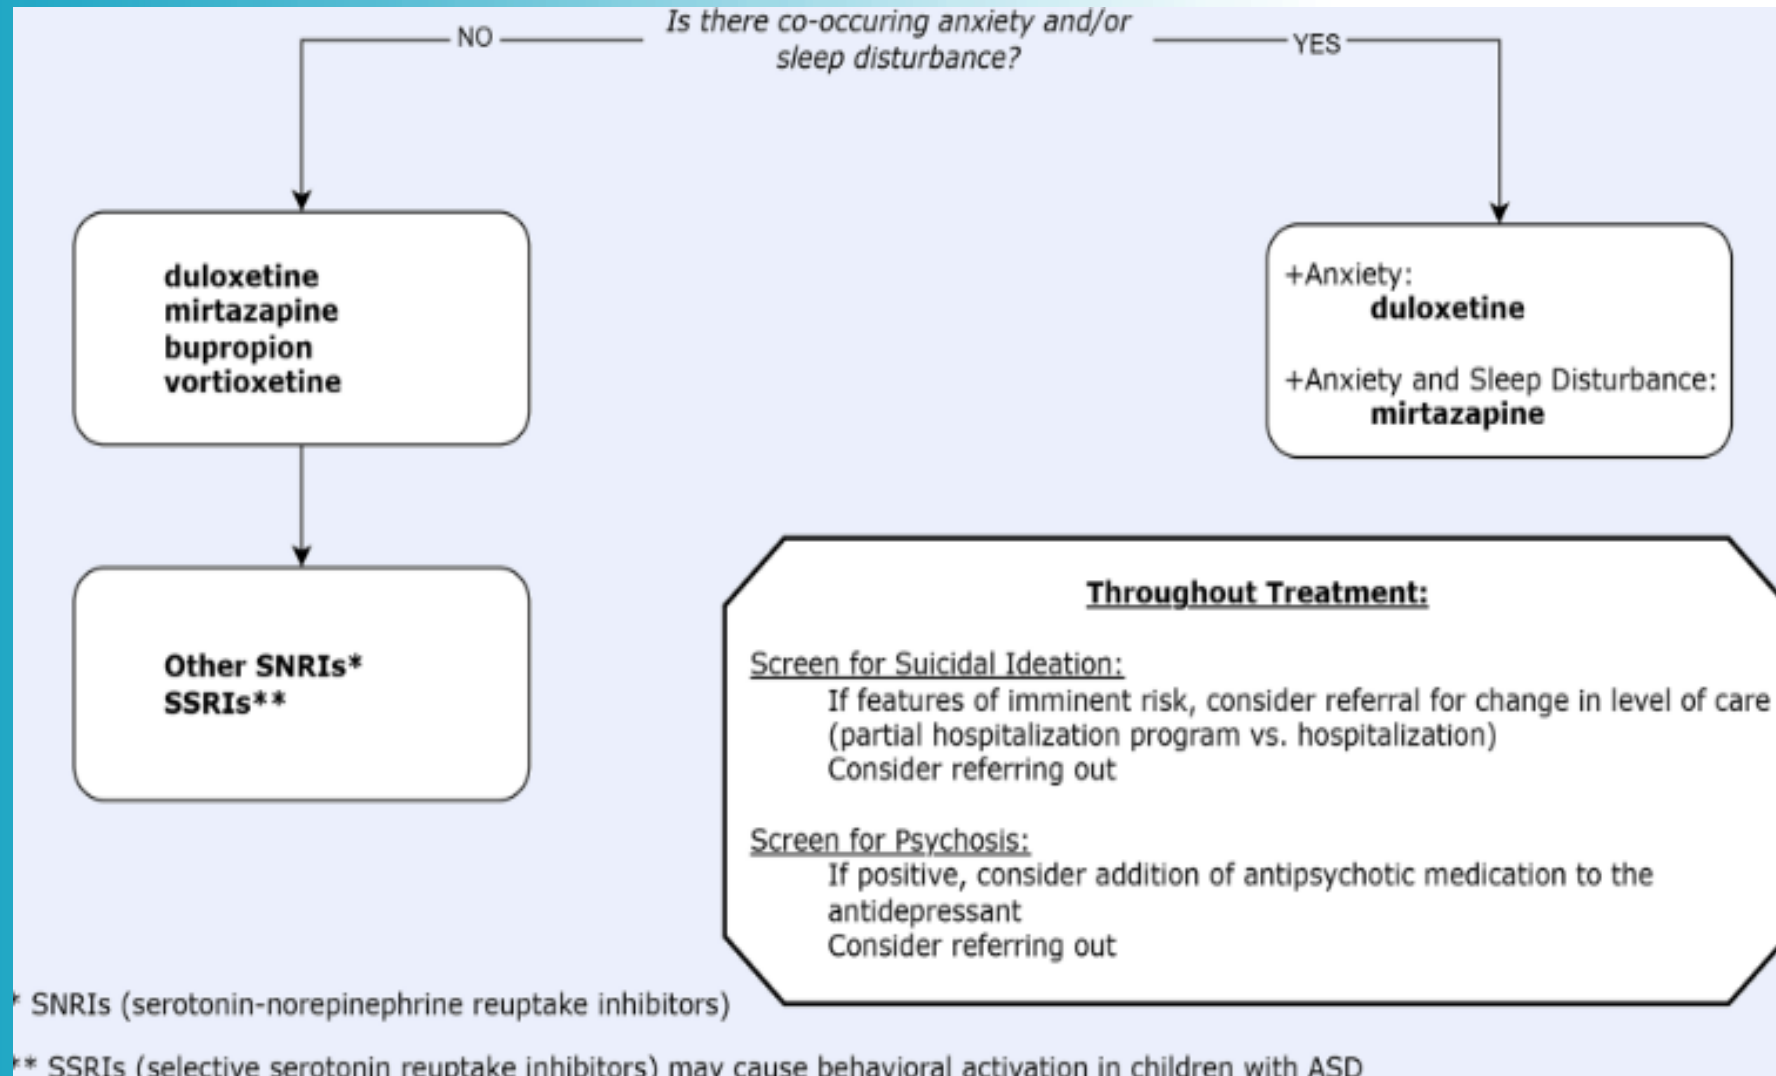 Is there co-occuring anxiety and/or
sleep disturbance?
NO
YES
duloxetine
mirtazapine
bupropion
vortioxetine
+Anxiety:
duloxetine
+Anxiety and Sleep Disturbance:
mirtazapine
Other SNRIs*
SSRIs**
Throughout Treatment:
Screen for Suicidal Ideation:
If features of imminent risk, consider referral for change in level of care
(partial hospitalization program vs. hospitalization)
Consider referring out
Screen for Psychosis:
If positive, consider addition of antipsychotic medication to the
antidepressant
Consider referring out
* SNRIs (serotonin-norepinephrine reuptake inhibitors)
** SSRIs (selective serotonin reuptake inhibitors) may cause behavioral activation in children with ASD